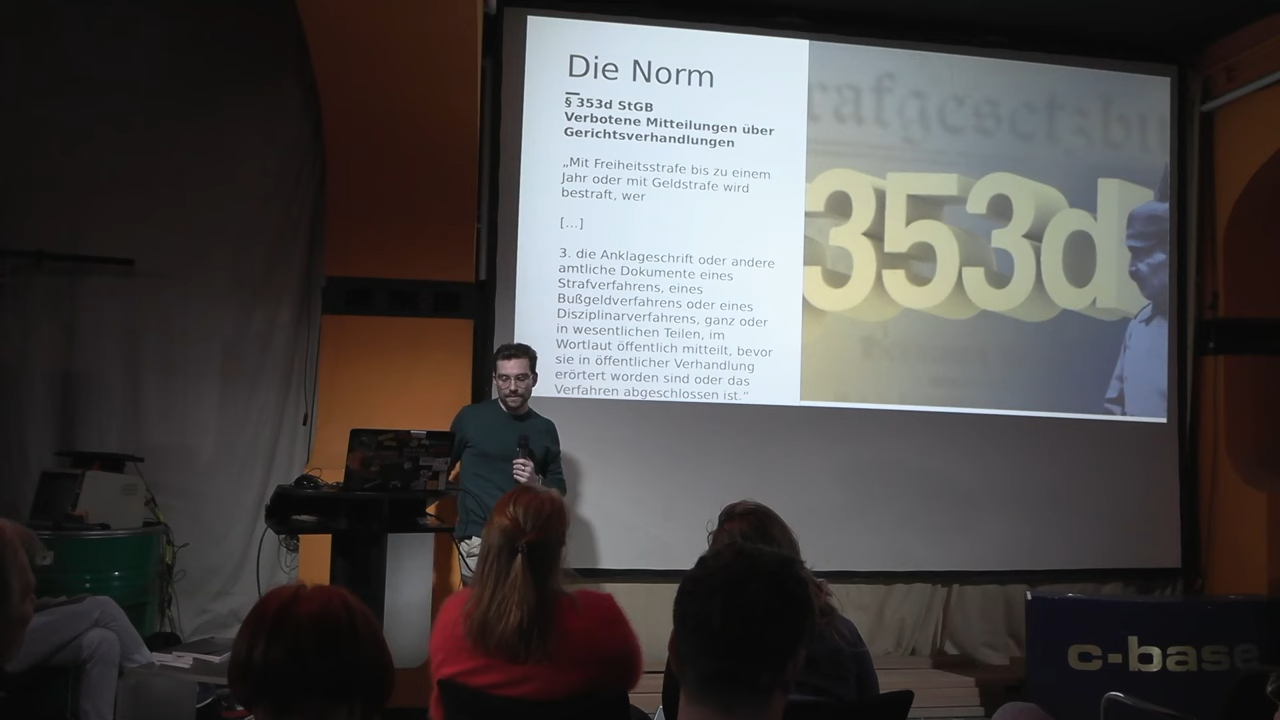 Die Norm
§ 353d StGB
Verbotene Mitteilungen über
Gerichtsverhandlungen
„Mit Freiheitsstrafe bis zu einem
Jahr oder mit Geldstrafe wird
bestraft, wer
[...]
3. die Anklageschrift oder andere
amtliche Dokumente eines
Strafverfahrens, eines
Bußgeldverfahrens oder eines
Disziplinarverfahrens, ganz oder
in wesentlichen Teilen, im
Wortlaut öffentlich mitteilt, bevor
sie in öffentlicher Verhandlung
erörtert worden sind oder das
Verfahren abgeschlossen ist.“
rafgesetzbu
353d
c-base